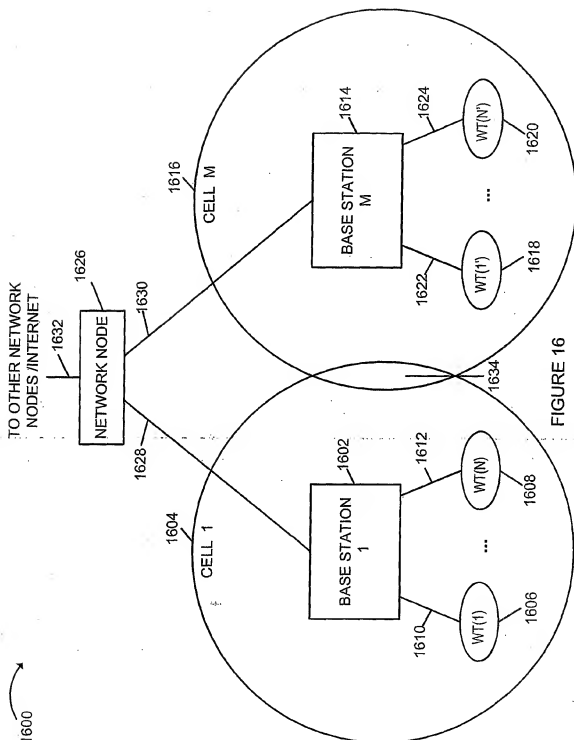 1600
TO OTHER NETWORK
NODES /INTERNET
1632
1626
NETWORK NODE
1628
1630
1604
CELL 1
1616
CELL M
BASE STATION
1
1602
BASE STATION
M
1614
1610
1612
1622
1624
WT(1)
...
WT(N)
WT(1')
...
WT(N')
1606
1608
1618
1620
1634
FIGURE 16